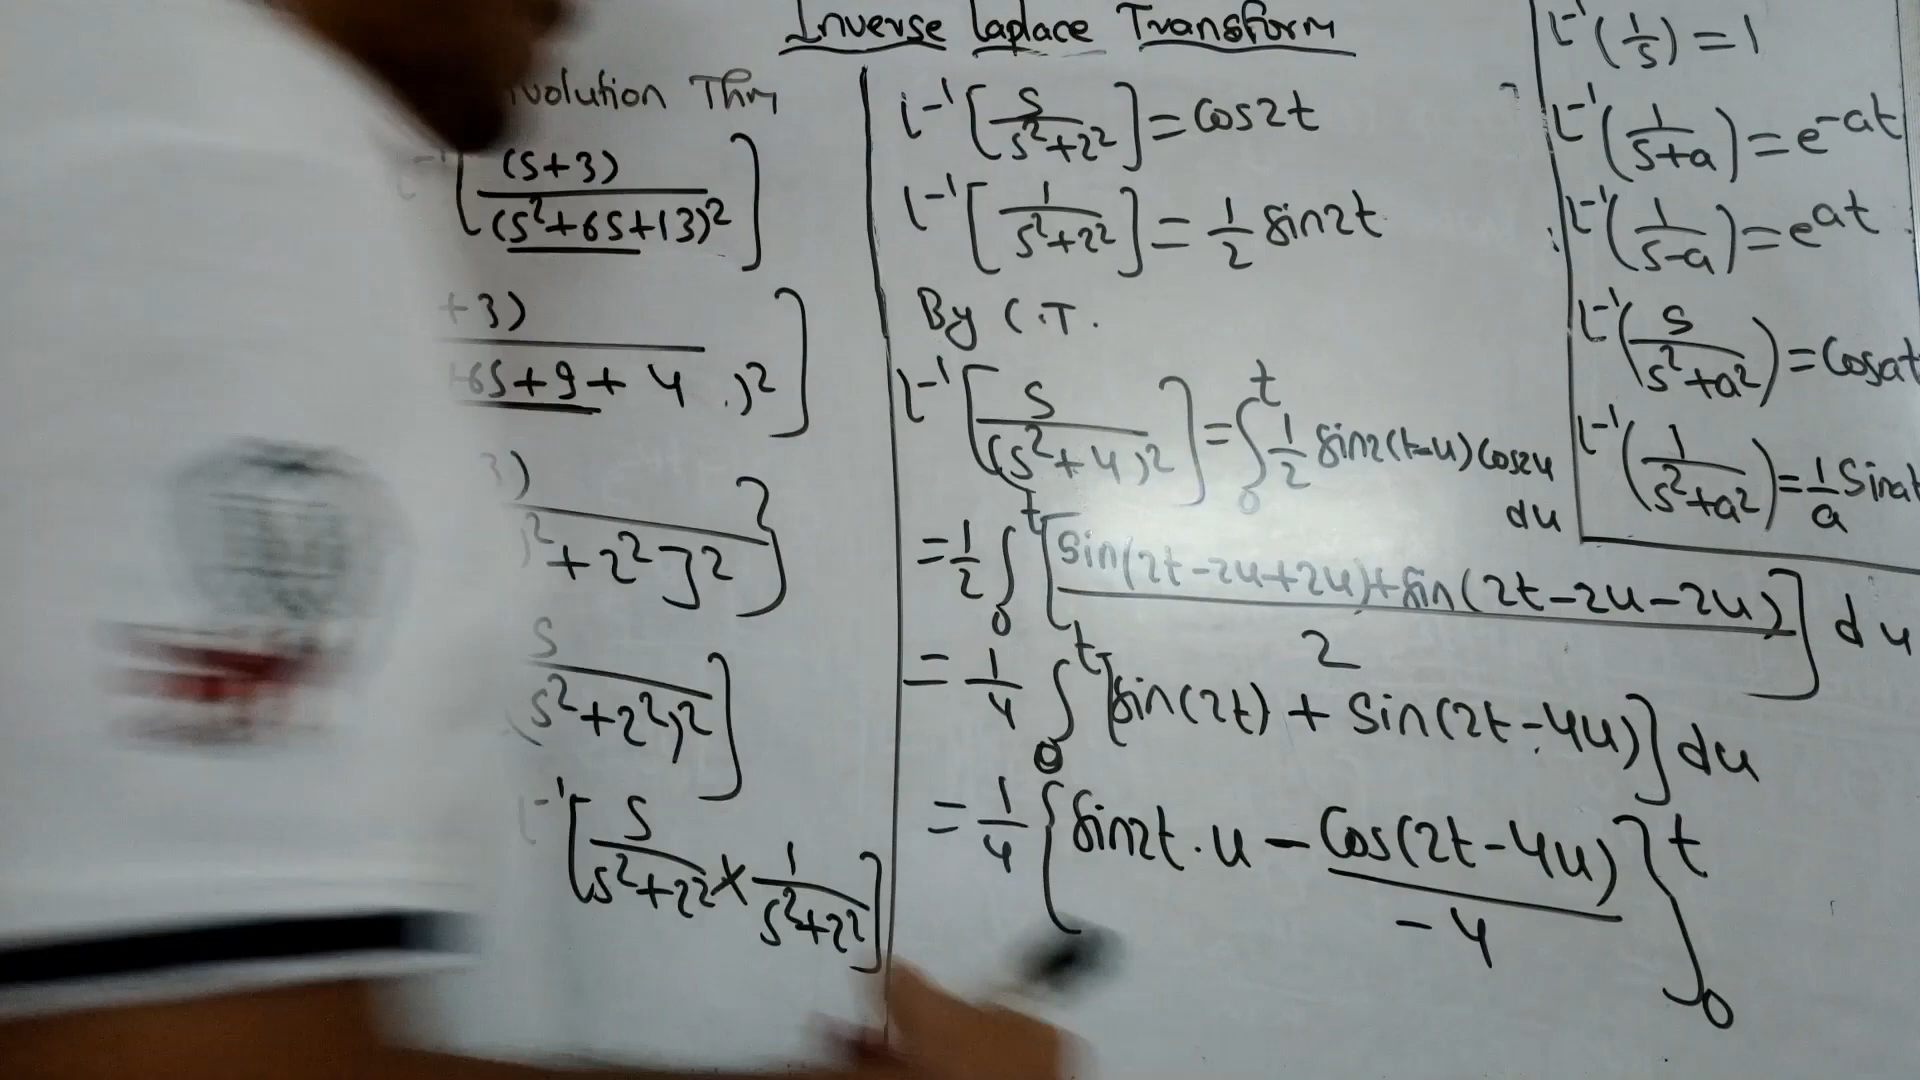 Inverse Laplace Transform
volution Thm
L⁻¹[(s+3)/(s²+6s+13)²]
+3)
6s+9+4)²]
3)
)²+2²]²}
s
(s²+2²)²]
L⁻¹[s/(s²+2²) × 1/(s²+2²)]
L⁻¹[s/(s²+2²)] = cos2t
L⁻¹[1/(s²+2²)] = 1/2 sin2t
By C.T.
L⁻¹[s/(s²+4)²] = ∫₀ᵗ 1/2 sin2(t-u) cos2u
du
= 1/2 ∫₀ᵗ [(sin(2t-2u+2u)+sin(2t-2u-2u))/2] du
= 1/4 ∫₀ᵗ [sin(2t) + sin(2t-4u)] du
= 1/4 {sin2t.u - cos(2t-4u)/-4}₀ᵗ
L⁻¹(1/s) = 1
L⁻¹(1/(s+a)) = e^-at
L⁻¹(1/(s-a)) = e^at
L⁻¹(s/(s²+a²)) = cosat
L⁻¹(1/(s²+a²)) = 1/a sinat